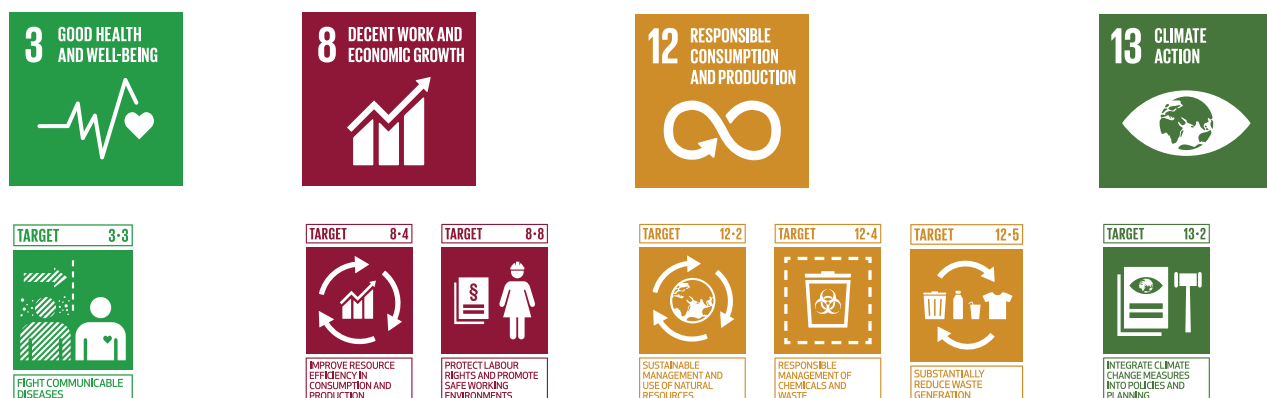 3 GOOD HEALTH
AND WELL-BEING
8 DECENT WORK AND
ECONOMIC GROWTH
12 RESPONSIBLE
CONSUMPTION
AND PRODUCTION
13 CLIMATE
ACTION
TARGET 3·3
FIGHT COMMUNICABLE
DISEASES
TARGET 8·4
IMPROVE RESOURCE
EFFICIENCY IN
CONSUMPTION AND
PRODUCTION
TARGET 8·8
§
PROTECT LABOUR
RIGHTS AND PROMOTE
SAFE WORKING
ENVIRONMENTS
TARGET 12·2
SUSTAINABLE
MANAGEMENT AND
USE OF NATURAL
RESOURCES
TARGET 12·4
RESPONSIBLE
MANAGEMENT OF
CHEMICALS AND
WASTE
TARGET 12·5
SUBSTANTIALLY
REDUCE WASTE
GENERATION
TARGET 13·2
INTEGRATE CLIMATE
CHANGE MEASURES
INTO POLICIES AND
PLANNING